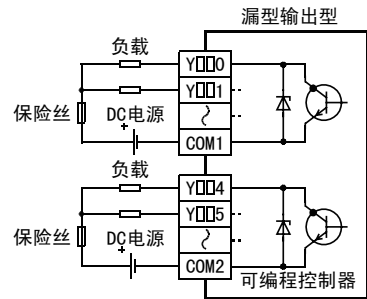 漏型输出型
负载
Y□□0
Y□□1
保险丝
DC电源
+
COM1
负载
Y□□4
Y□□5
保险丝
DC电源
+
COM2
可编程控制器